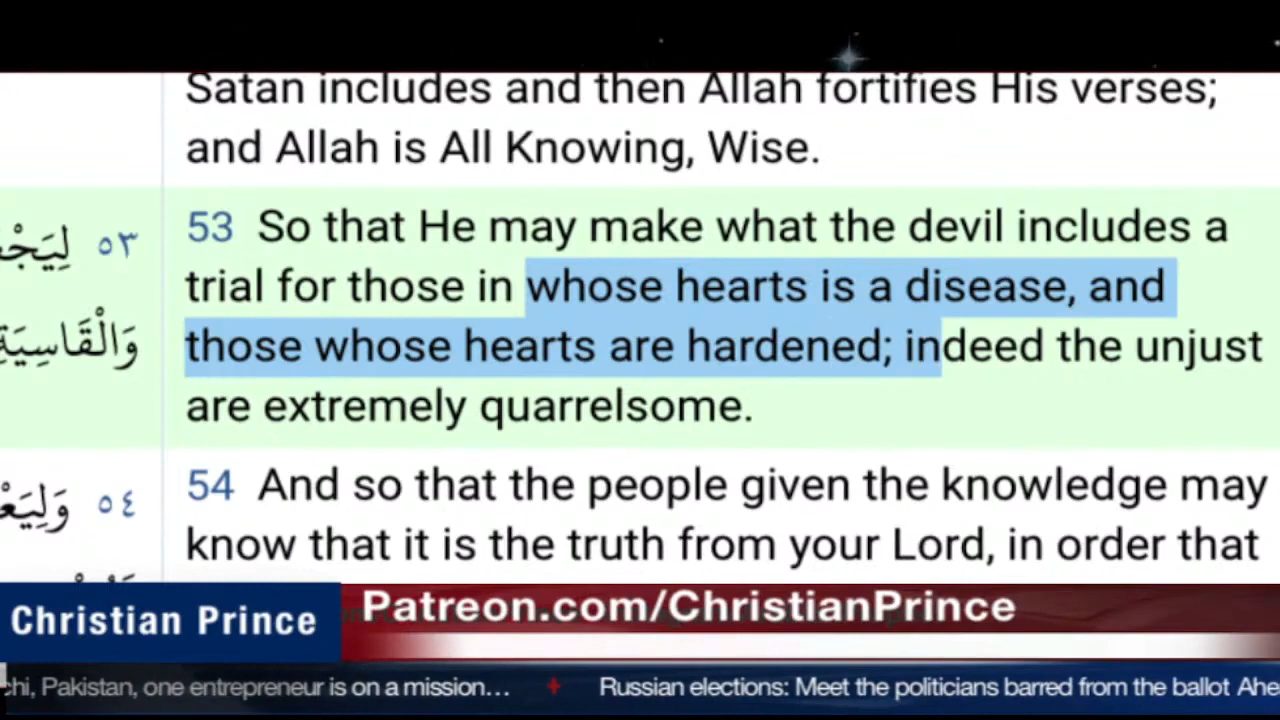 Satan includes and then Allah fortifies His verses;
and Allah is All Knowing, Wise.
٥٣
53 So that He may make what the devil includes a
trial for those in whose hearts is a disease, and
وَالْقَاسِيَةِ
those whose hearts are hardened; indeed the unjust
are extremely quarrelsome.
٥٤
54 And so that the people given the knowledge may
know that it is the truth from your Lord, in order that
Christian Prince
Patreon.com/ChristianPrince
Pakistan, one entrepreneur is on a mission...
Russian elections: Meet the politicians barred from the ballot